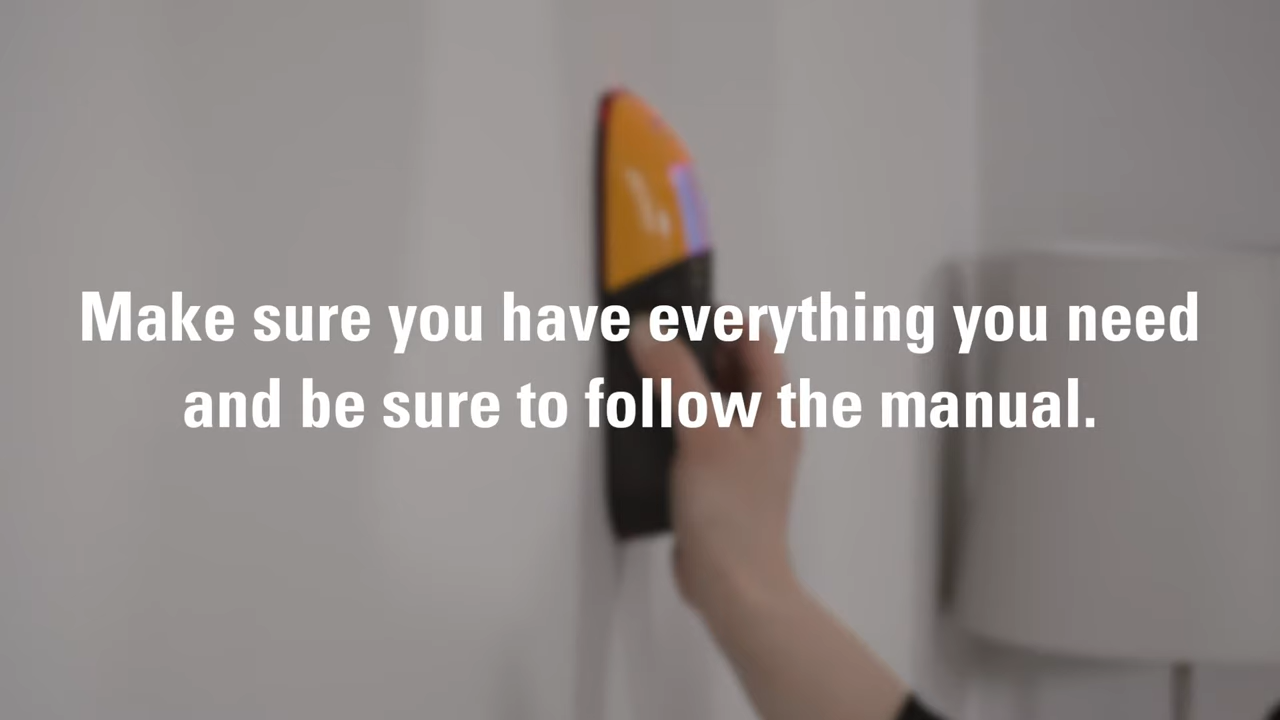 Make sure you have everything you need
and be sure to follow the manual.